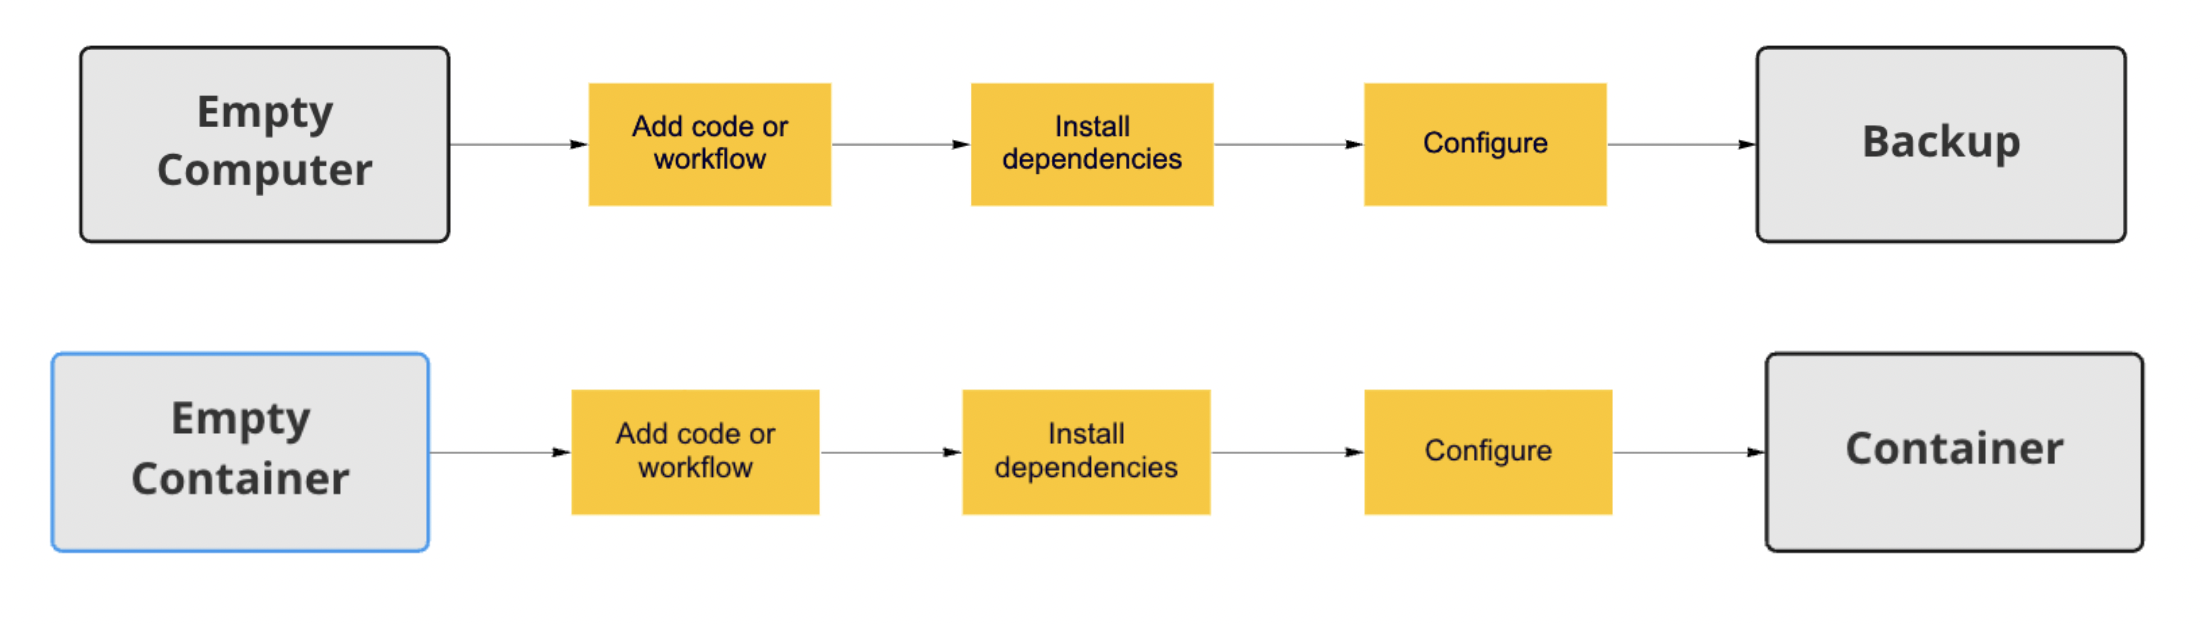 Empty
Computer
Add code or
workflow
Install
dependencies
Configure
Backup
Empty
Container
Add code or
workflow
Install
dependencies
Configure
Container